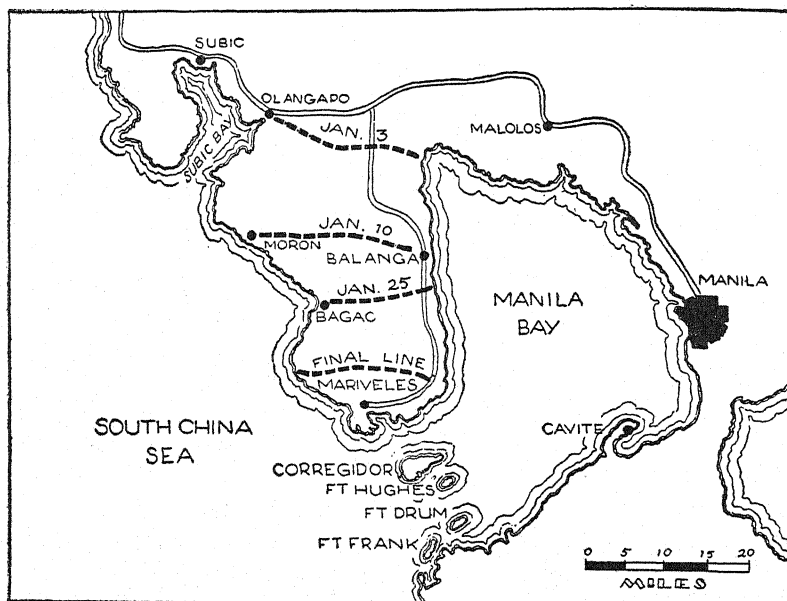 SUBIC
OLANGAPO
SUBIC BAY
JAN. 3
MALOLOS
JAN. 10
MORON
BALANGA
JAN. 25
BAGAC
MANILA
MANILA
BAY
FINAL LINE
MARIVELES
SOUTH CHINA
SEA
CAVITE
CORREGIDOR
FT HUGHES
FT DRUM
FT FRANK
0 5 10 15 20
MILES